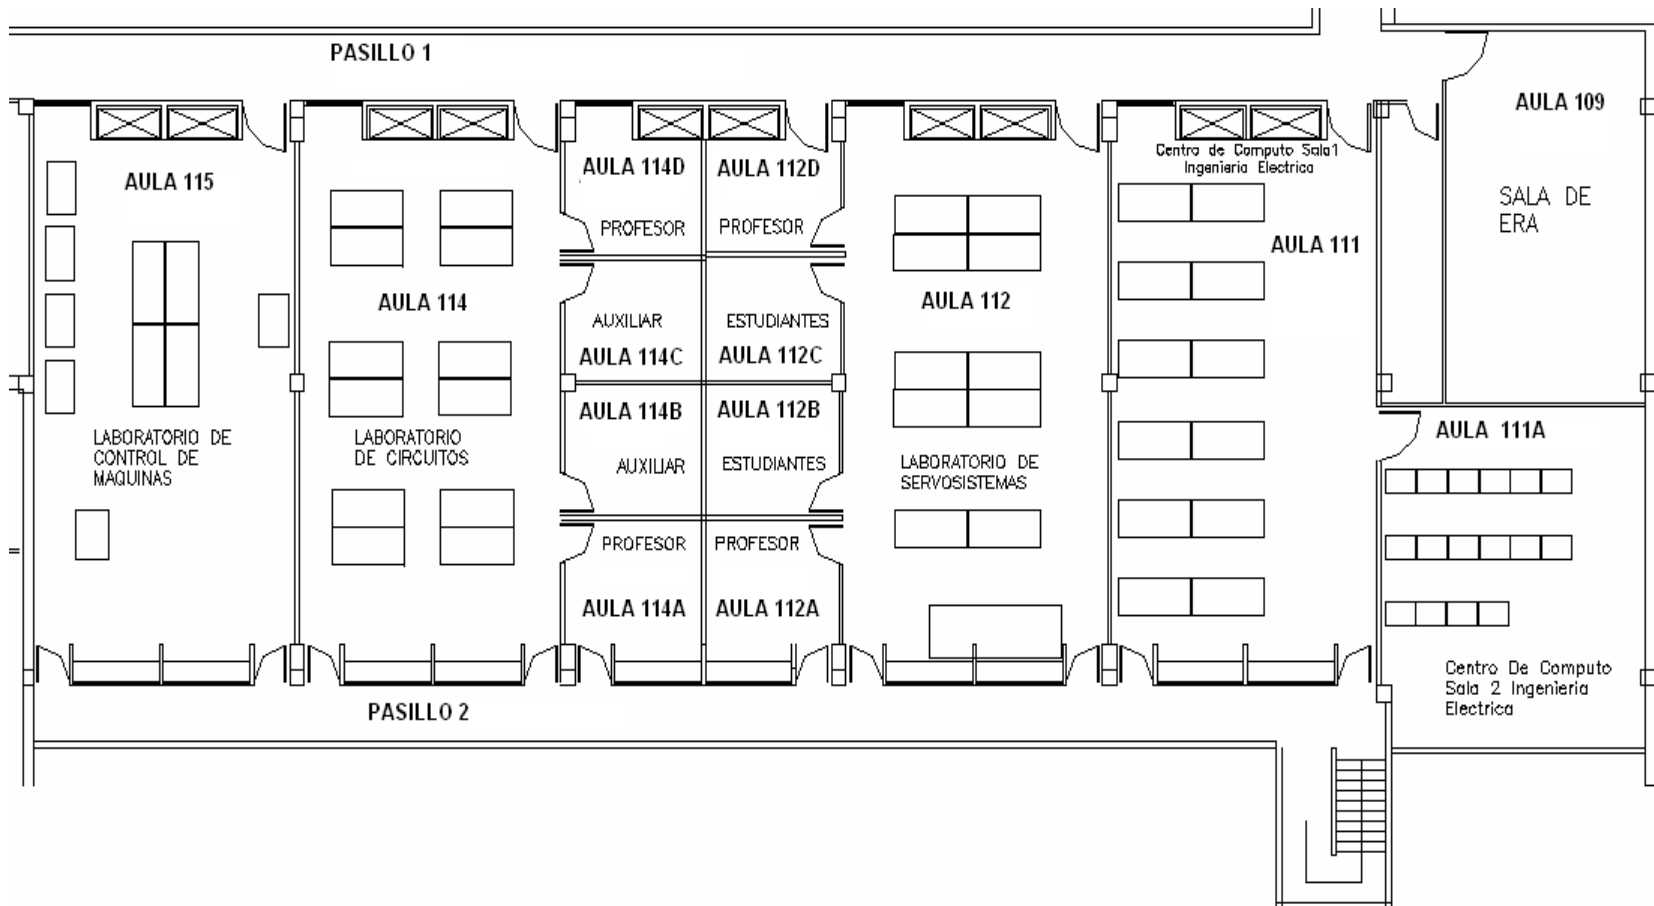 PASILLO 1
AULA 109
Centro de Computo Sala1
Ingenieria Electrica
AULA 115
AULA 114D
AULA 112D
SALA DE
ERA
PROFESOR
PROFESOR
AULA 111
AULA 114
AULA 112
AUXILIAR
ESTUDIANTES
AULA 114C
AULA 112C
AULA 114B
AULA 112B
AULA 111A
LABORATORIO DE
CONTROL DE
MAQUINAS
LABORATORIO
DE CIRCUITOS
AUXILIAR
ESTUDIANTES
LABORATORIO DE
SERVOSISTEMAS
PROFESOR
PROFESOR
AULA 114A
AULA 112A
Centro De Computo
Sala 2 Ingenieria
Electrica
PASILLO 2